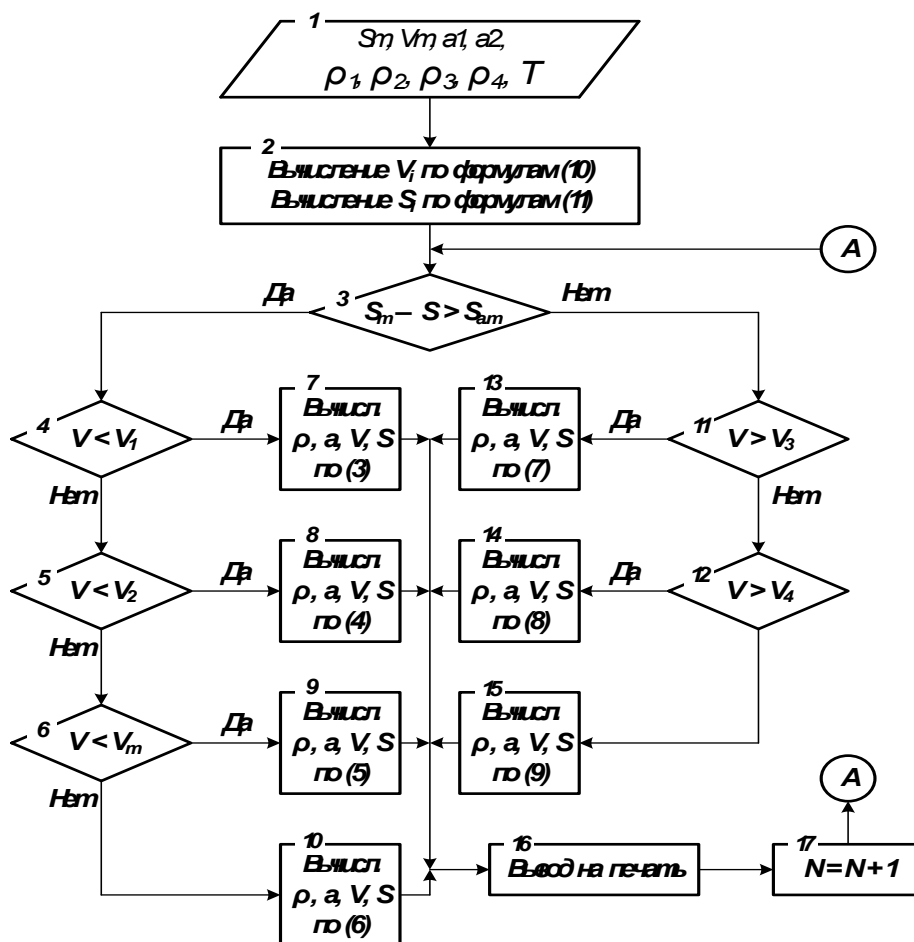 1
Sm, Vm, a1, a2,
ρ₁, ρ₂, ρ₃, ρ₄, T
2
Вычисление Vᵢ по формулам (10)
Вычисление Sᵢ по формулам (11)
A
3
Да
Нет
Sₘ – S > Sₐₘ
4
V < V₁
Да
Нет
7
Вычисл.
ρ, a, V, S
по (3)
13
Вычисл.
ρ, a, V, S
по (7)
11
V > V₃
Да
Нет
5
V < V₂
Да
Нет
8
Вычисл.
ρ, a, V, S
по (4)
14
Вычисл.
ρ, a, V, S
по (8)
12
V > V₄
Да
6
V < Vₘ
Да
Нет
9
Вычисл.
ρ, a, V, S
по (5)
15
Вычисл.
ρ, a, V, S
по (9)
A
10
Вычисл.
ρ, a, V, S
по (6)
16
Вывод на печать
17
N = N + 1